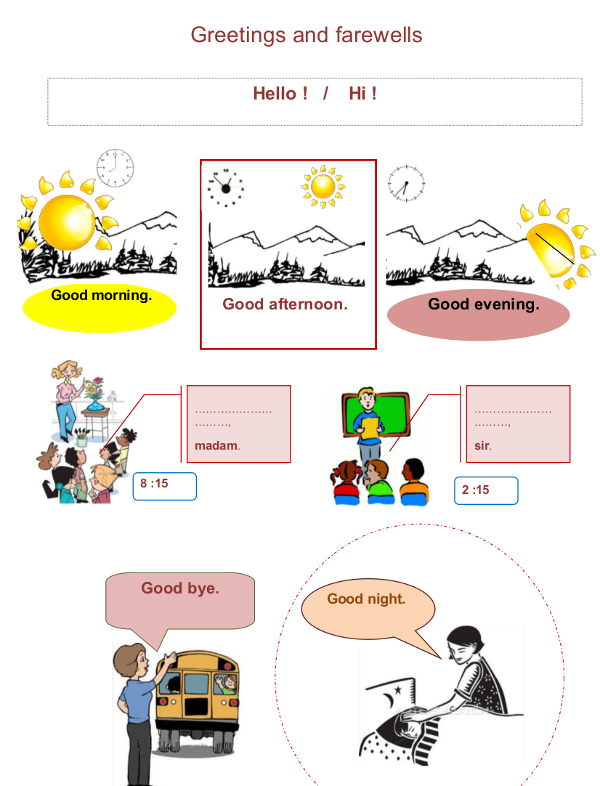 Greetings and farewells
Hello ! / Hi !
Good morning.
Good afternoon.
Good evening.
…………………
………,
madam.
8 :15
…………………
………,
sir.
2 :15
Good bye.
Good night.